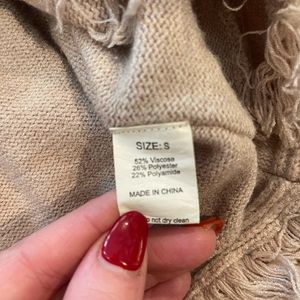 SIZE: S
52% Viscose
26% Polyester
22% Polyamide
MADE IN CHINA
not dry clean